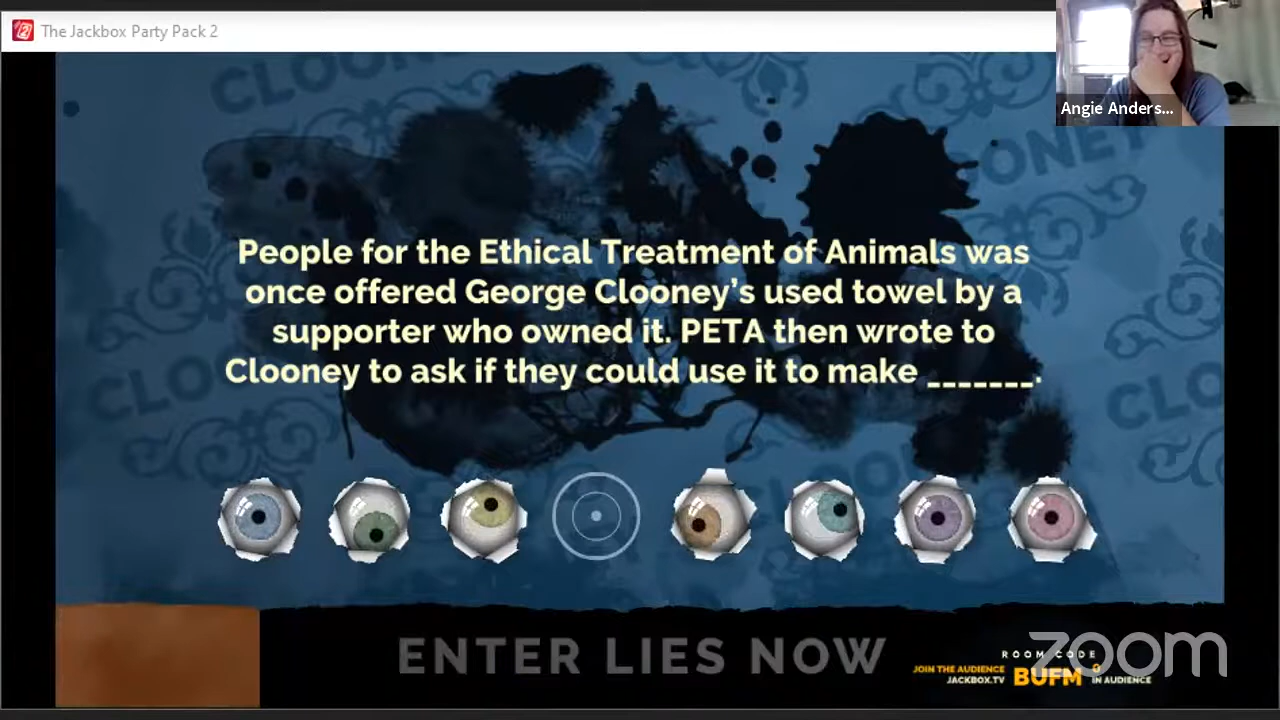 The Jackbox Party Pack 2
Angie Anders...
CLOONEY
CLOONEY
People for the Ethical Treatment of Animals was
once offered George Clooney's used towel by a
supporter who owned it. PETA then wrote to
Clooney to ask if they could use it to make _______.
ENTER LIES NOW
ROOM CODE
JOIN THE AUDIENCE
JACKBOX.TV
BUFM
0
IN AUDIENCE
zoom